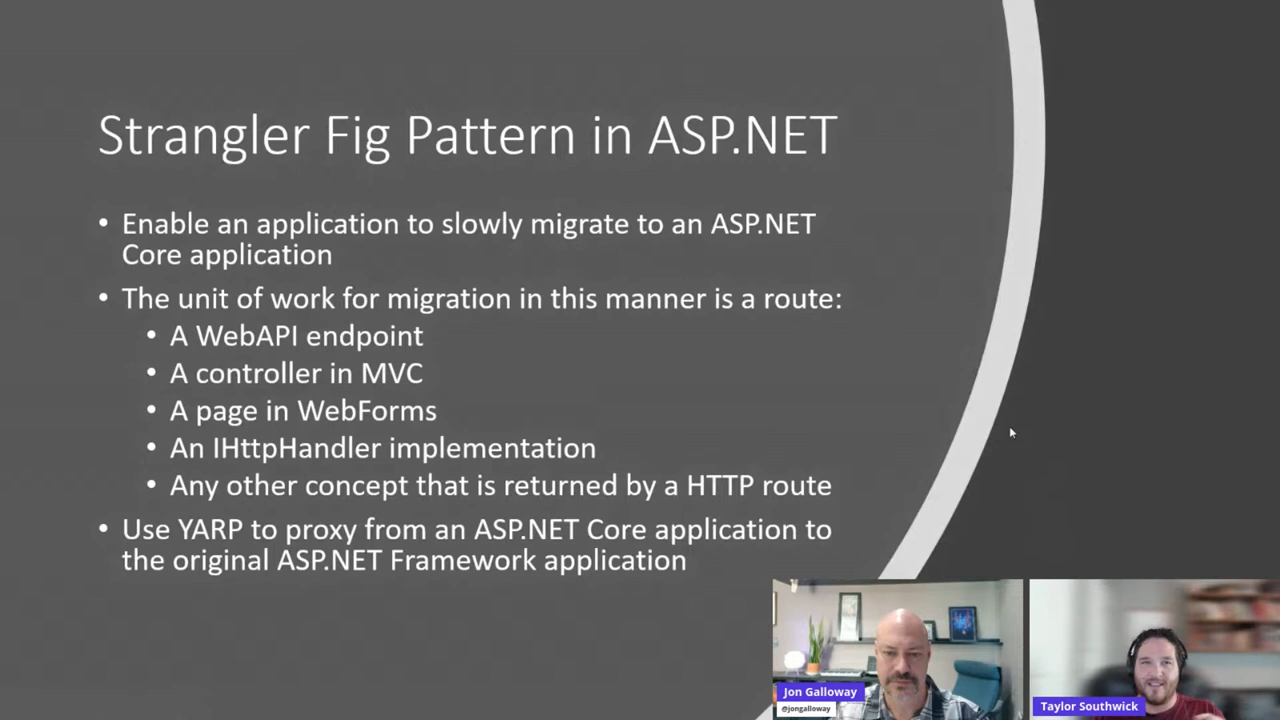 Strangler Fig Pattern in ASP.NET
• Enable an application to slowly migrate to an ASP.NET
Core application
• The unit of work for migration in this manner is a route:
• A WebAPI endpoint
• A controller in MVC
• A page in WebForms
• An IHttpHandler implementation
• Any other concept that is returned by a HTTP route
• Use YARP to proxy from an ASP.NET Core application to
the original ASP.NET Framework application
Jon Galloway
@jongalloway
Taylor Southwick